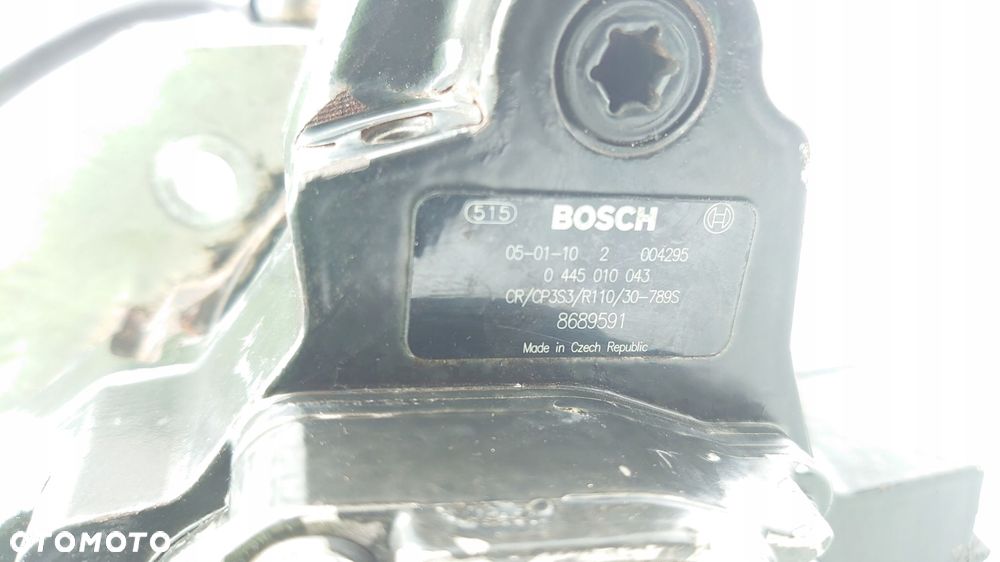 515 BOSCH
05-01-10 2 004295
0 445 010 043
CR/CP3S3/R110/30-789S
8689591
Made in Czech Republic
OTOMOTO